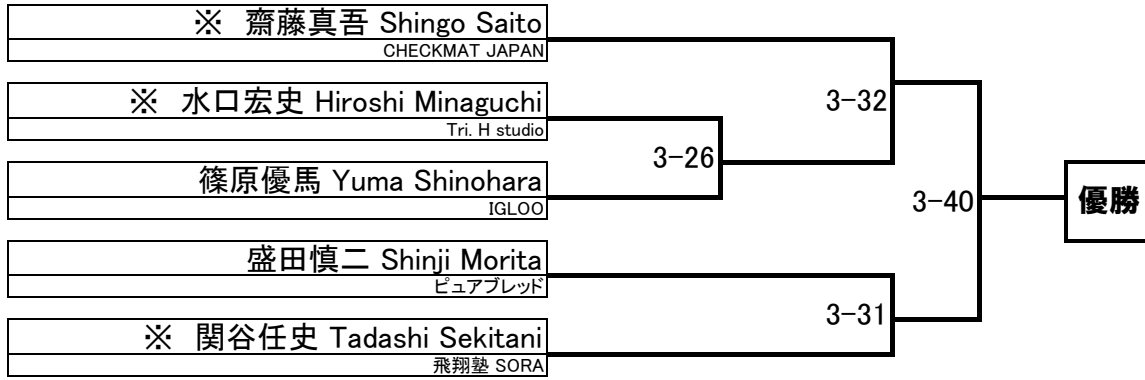 ※ 齋藤真吾 Shingo Saito
CHECKMAT JAPAN
※ 水口宏史 Hiroshi Minaguchi
Tri. H studio
篠原優馬 Yuma Shinohara
IGLOO
盛田慎二 Shinji Morita
ピュアブレッド
※ 関谷任史 Tadashi Sekitani
飛翔塾 SORA
3-26
3-32
3-31
3-40
優勝